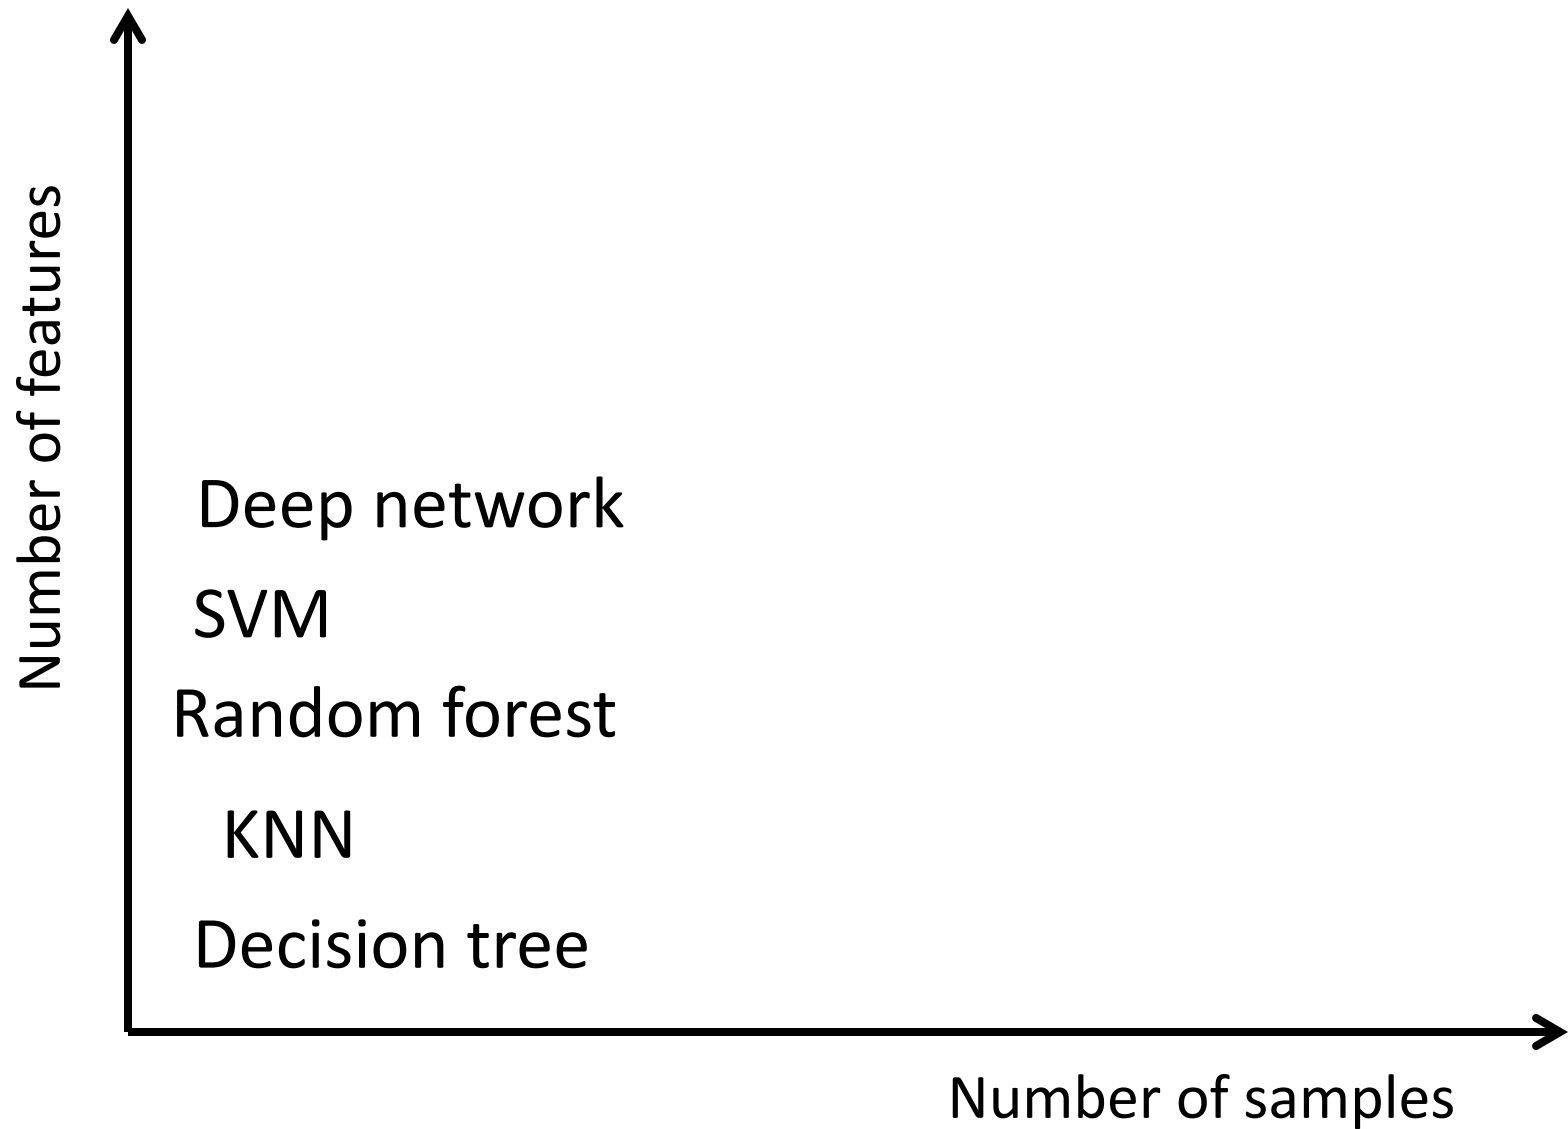 Number of features
Deep network
SVM
Random forest
KNN
Decision tree
Number of samples